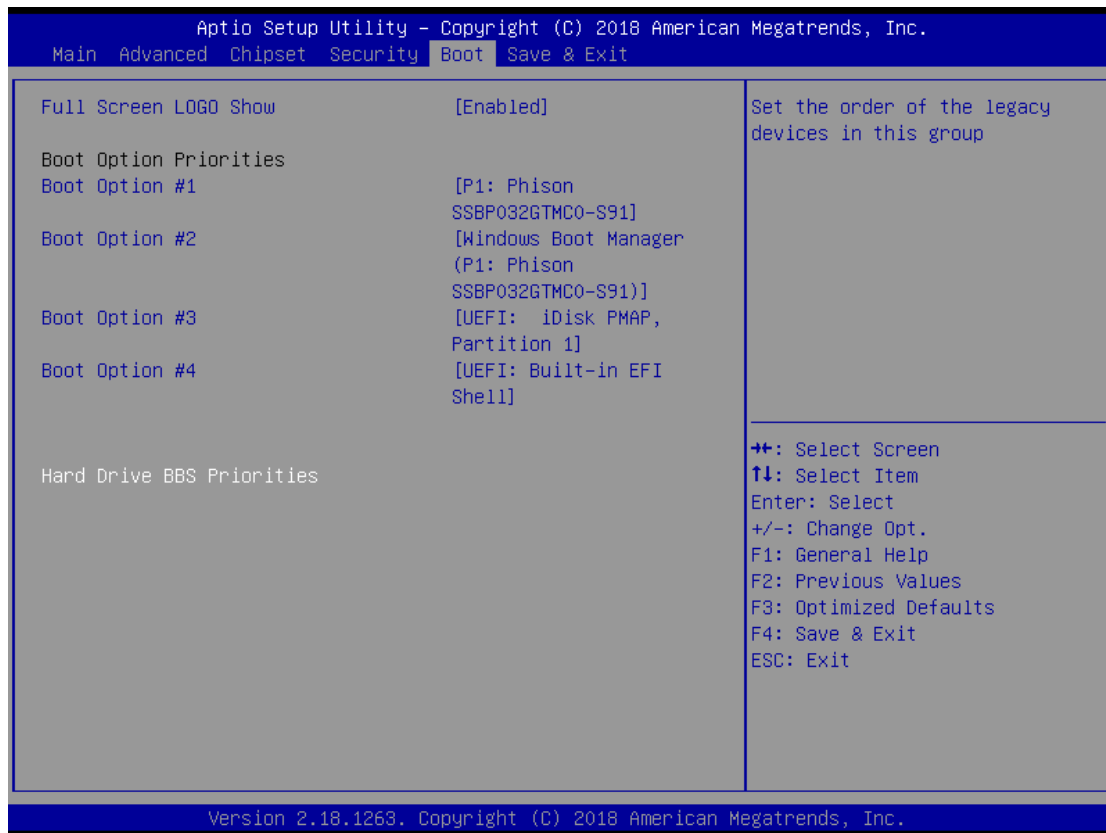 Aptio Setup Utility – Copyright (C) 2018 American Megatrends, Inc.
Main Advanced Chipset Security Boot Save & Exit
Full Screen LOGO Show [Enabled]
Boot Option Priorities
Boot Option #1 [P1: Phison
SSBP032GTMCO-S91]
Boot Option #2 [Windows Boot Manager
(P1: Phison
SSBP032GTMCO-S91)]
Boot Option #3 [UEFI: iDisk PMAP,
Partition 1]
Boot Option #4 [UEFI: Built-in EFI
Shell]
Hard Drive BBS Priorities
Set the order of the legacy
devices in this group
→←: Select Screen
↑↓: Select Item
Enter: Select
+/-: Change Opt.
F1: General Help
F2: Previous Values
F3: Optimized Defaults
F4: Save & Exit
ESC: Exit
Version 2.18.1263. Copyright (C) 2018 American Megatrends, Inc.